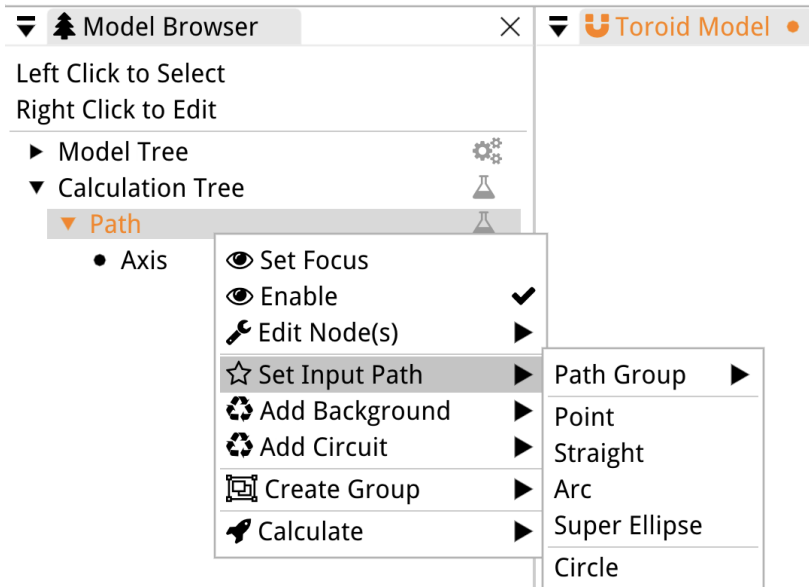 Model Browser
Toroid Model
Left Click to Select
Right Click to Edit
Model Tree
Calculation Tree
Path
Axis
Set Focus
Enable
Edit Node(s)
Set Input Path
Add Background
Add Circuit
Create Group
Calculate
Path Group
Point
Straight
Arc
Super Ellipse
Circle